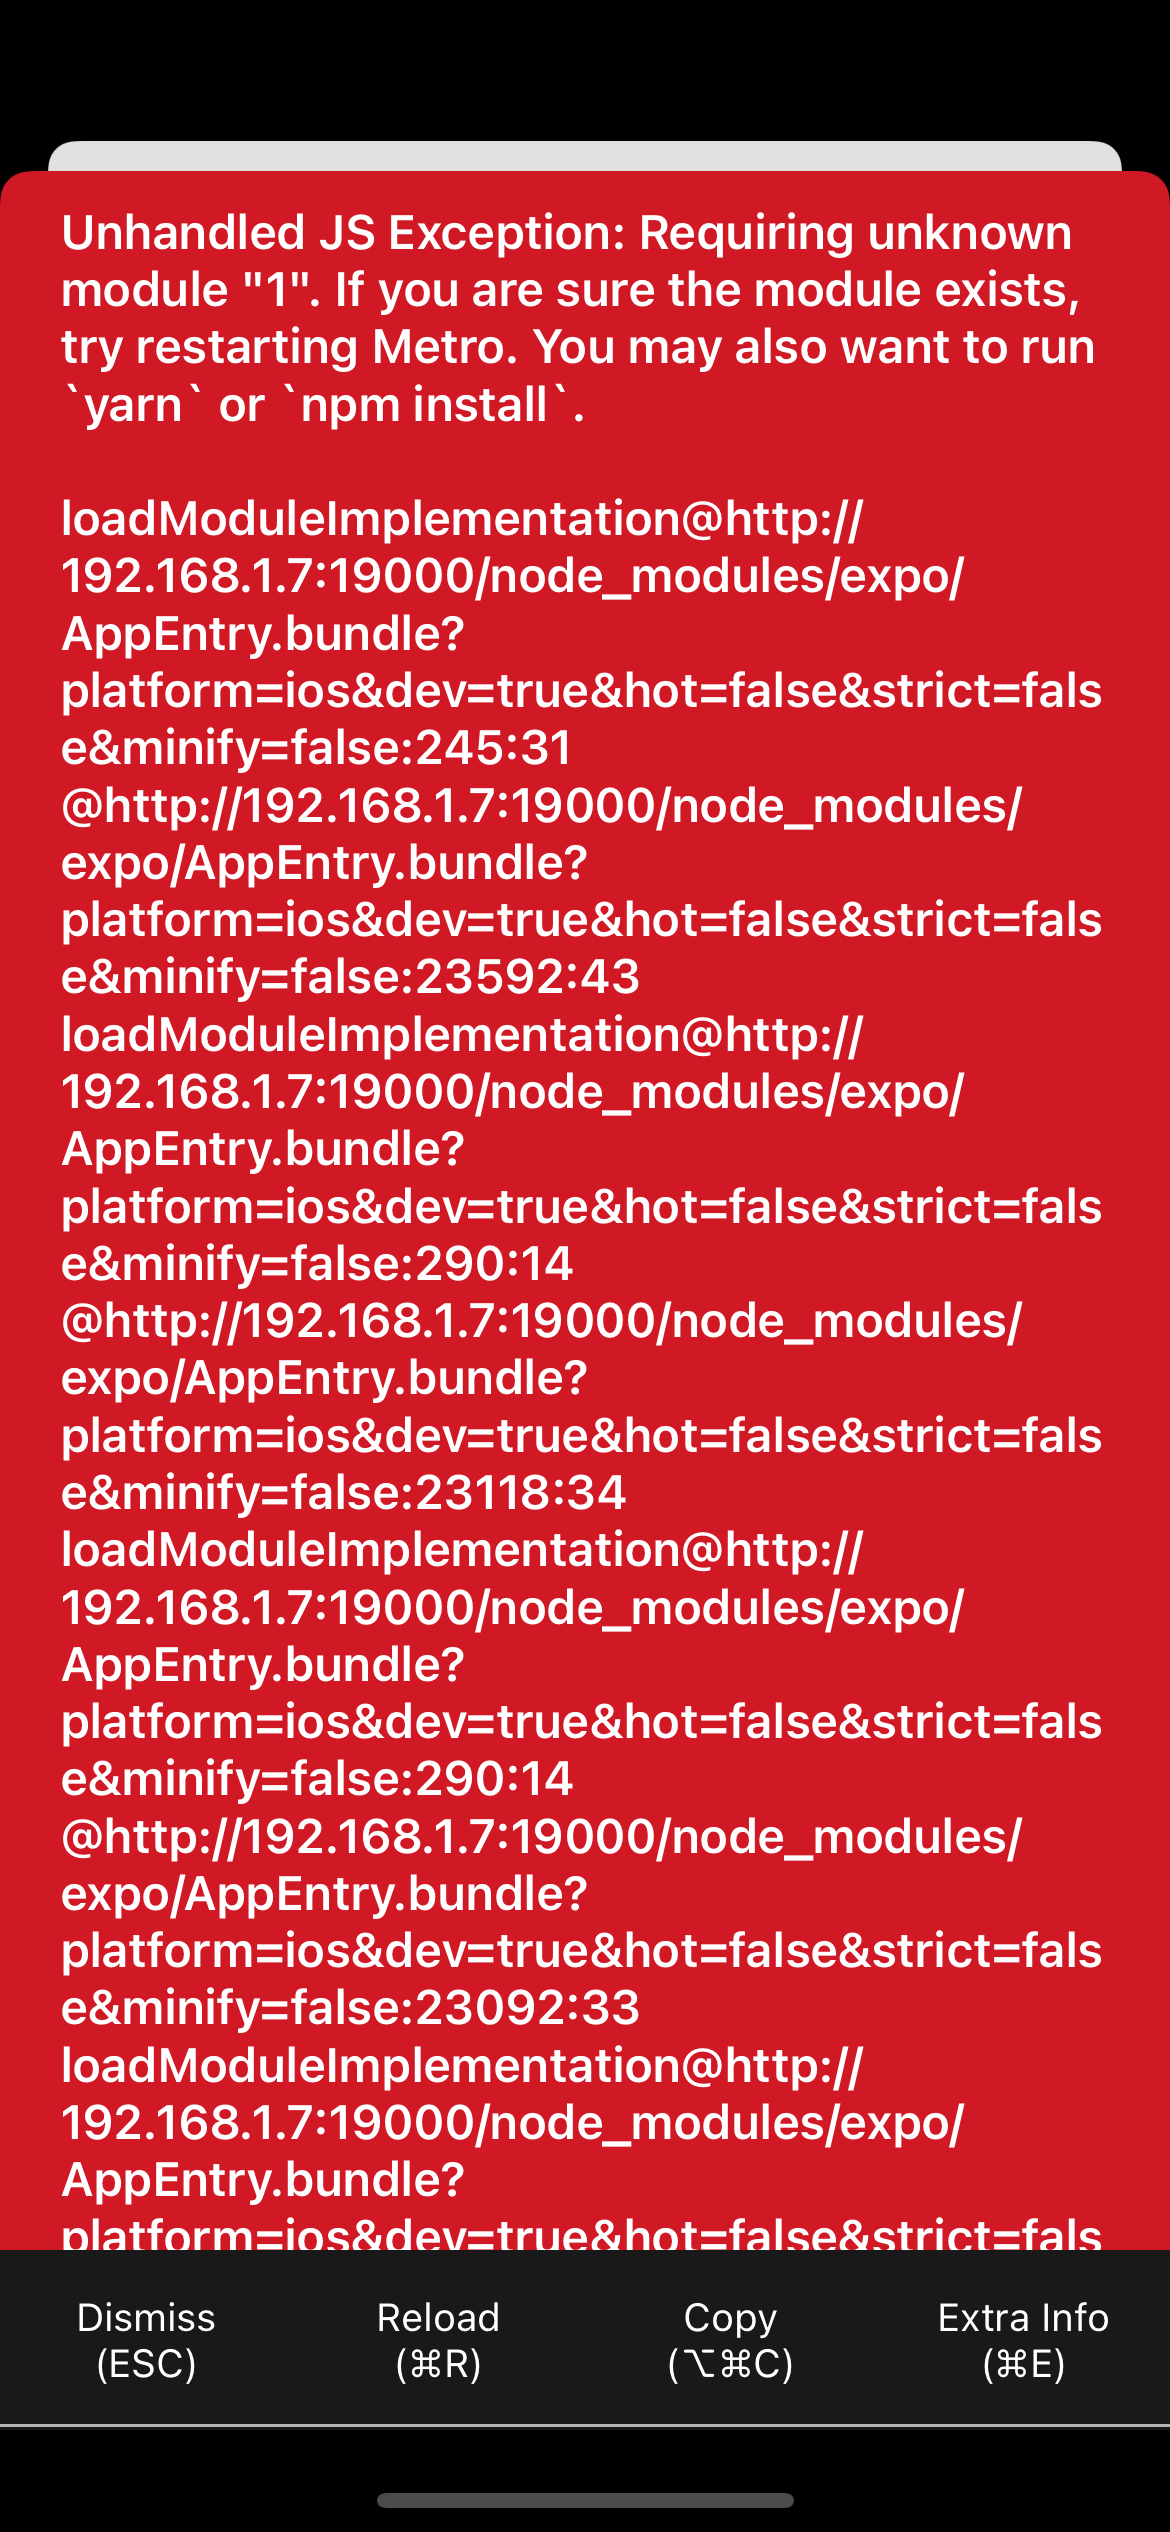 Unhandled JS Exception: Requiring unknown
module "1". If you are sure the module exists,
try restarting Metro. You may also want to run
`yarn` or `npm install`.
loadModuleImplementation@http://
192.168.1.7:19000/node_modules/expo/
AppEntry.bundle?
platform=ios&dev=true&hot=false&strict=fals
e&minify=false:245:31
@http://192.168.1.7:19000/node_modules/
expo/AppEntry.bundle?
platform=ios&dev=true&hot=false&strict=fals
e&minify=false:23592:43
loadModuleImplementation@http://
192.168.1.7:19000/node_modules/expo/
AppEntry.bundle?
platform=ios&dev=true&hot=false&strict=fals
e&minify=false:290:14
@http://192.168.1.7:19000/node_modules/
expo/AppEntry.bundle?
platform=ios&dev=true&hot=false&strict=fals
e&minify=false:23118:34
loadModuleImplementation@http://
192.168.1.7:19000/node_modules/expo/
AppEntry.bundle?
platform=ios&dev=true&hot=false&strict=fals
e&minify=false:290:14
@http://192.168.1.7:19000/node_modules/
expo/AppEntry.bundle?
platform=ios&dev=true&hot=false&strict=fals
e&minify=false:23092:33
loadModuleImplementation@http://
192.168.1.7:19000/node_modules/expo/
AppEntry.bundle?
platform=ios&dev=true&hot=false&strict=fals
Dismiss Reload Copy Extra Info
(ESC) (⌘R) (⌥⌘C) (⌘E)